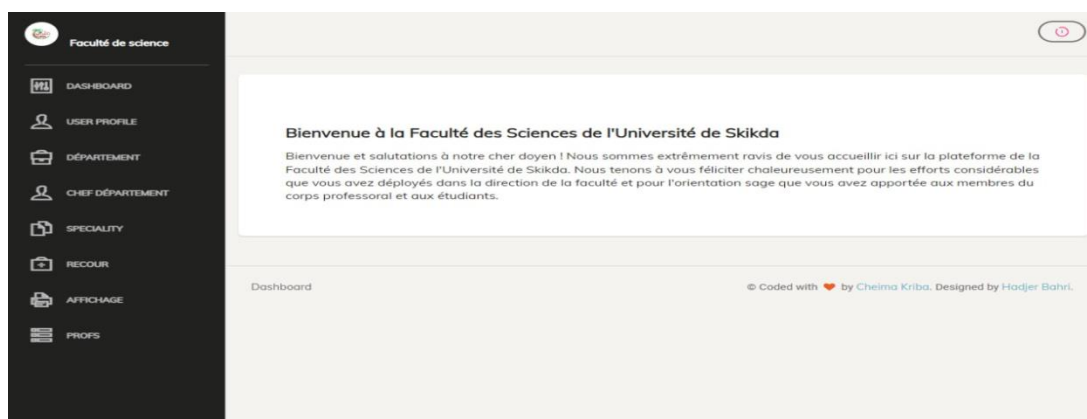 Faculté de science
DASHBOARD
USER PROFILE
DÉPARTEMENT
CHEF DÉPARTEMENT
SPECIALITY
RECOUR
AFFICHAGE
PROFS
Bienvenue à la Faculté des Sciences de l'Université de Skikda
Bienvenue et salutations à notre cher doyen ! Nous sommes extrêmement ravis de vous accueillir ici sur la plateforme de la
Faculté des Sciences de l'Université de Skikda. Nous tenons à vous féliciter chaleureusement pour les efforts considérables
que vous avez déployés dans la direction de la faculté et pour l'orientation sage que vous avez apportée aux membres du
corps professoral et aux étudiants.
Dashboard
© Coded with ❤ by Cheima Kriba. Designed by Hadjer Bahri.